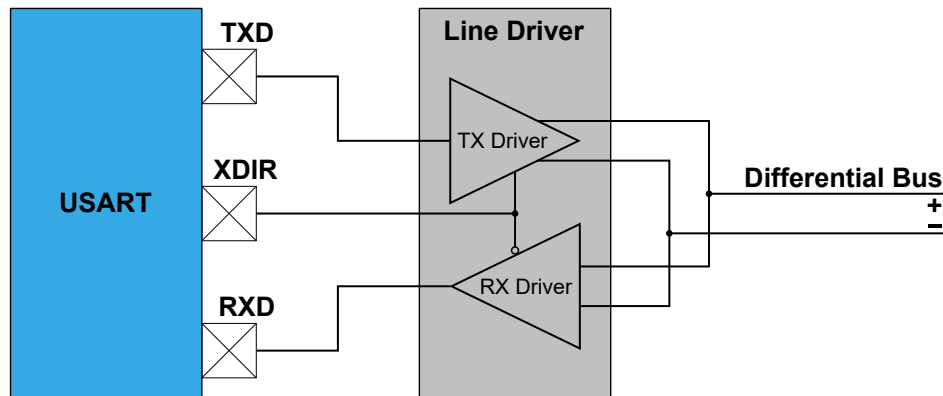 TXD
Line Driver
TX Driver
XDIR
USART
Differential Bus
+
−
RX Driver
RXD